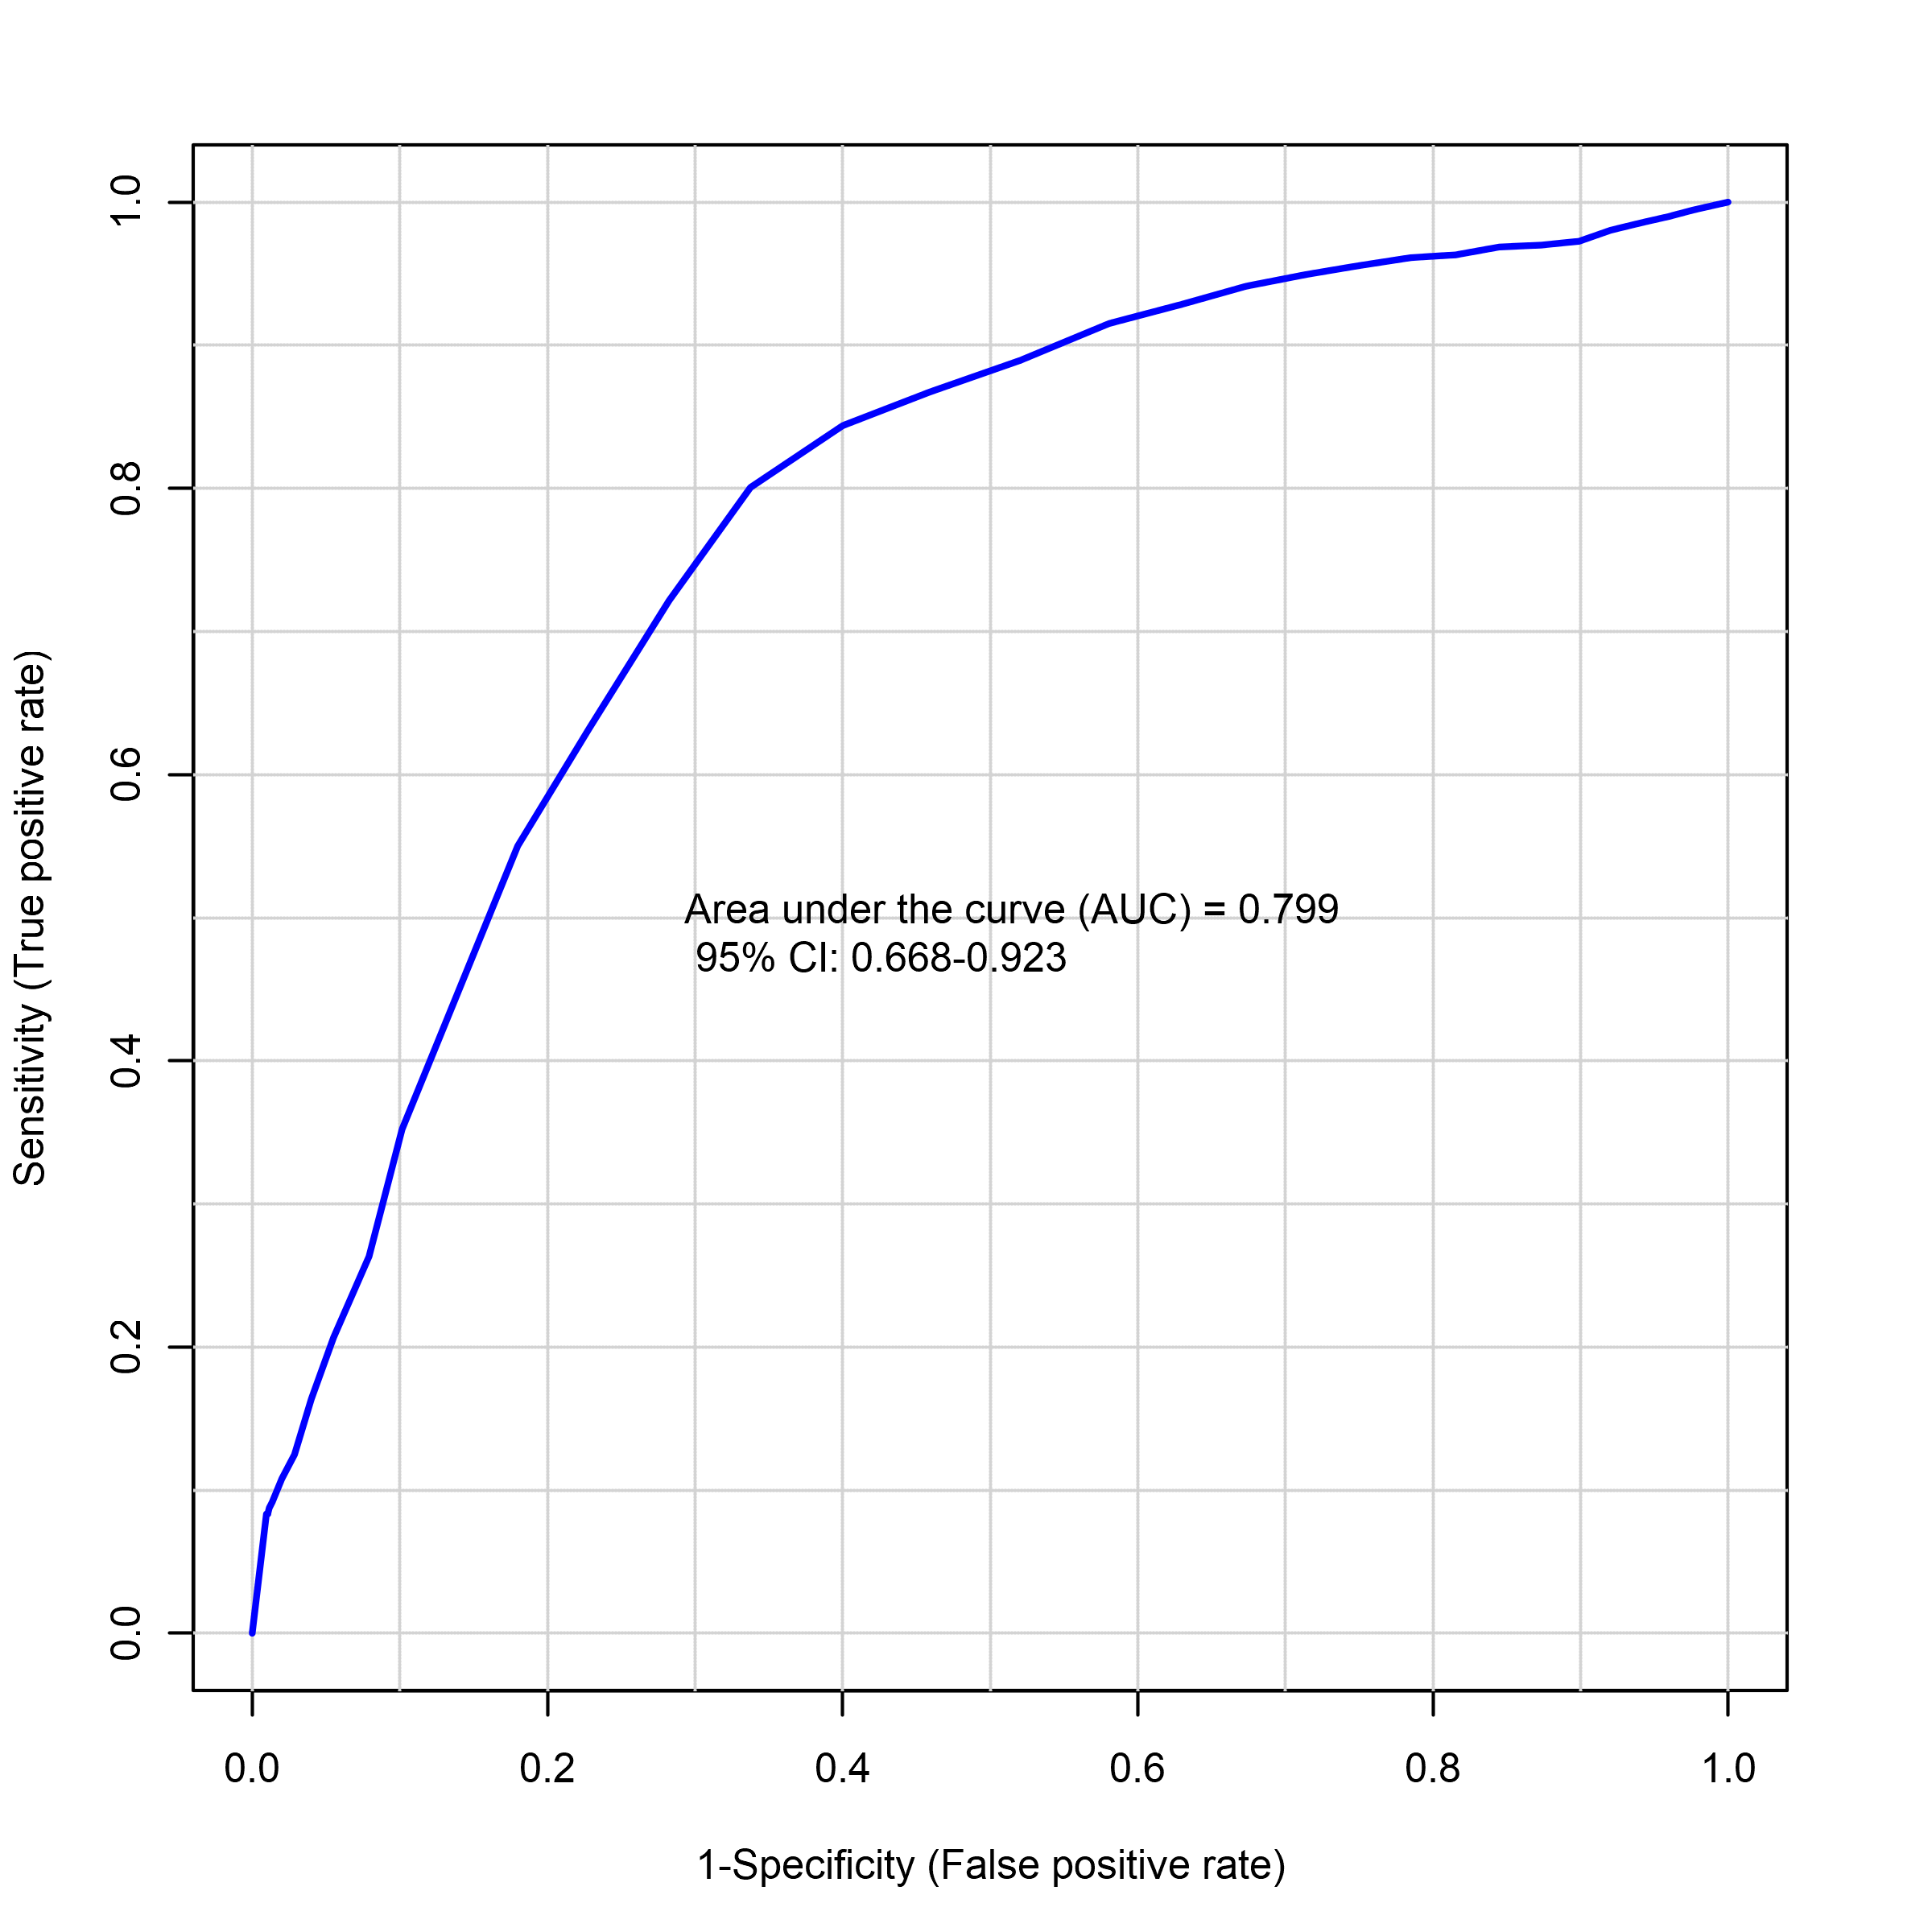 1.0
0.8
0.6
0.4
0.2
0.0
Sensitivity (True positive rate)
Area under the curve (AUC) = 0.799
95% CI: 0.668-0.923
0.0 0.2 0.4 0.6 0.8 1.0
1-Specificity (False positive rate)